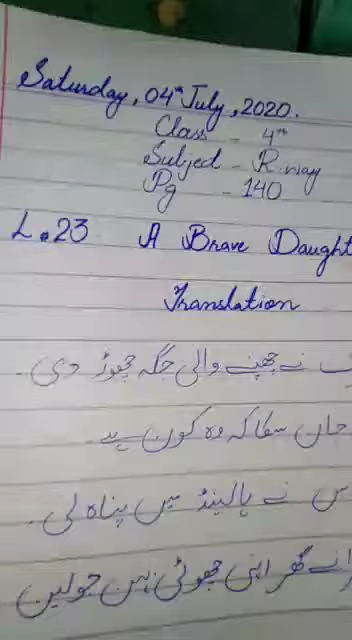 Saturday, 04th July, 2020.
Class - 4th
Subject - R.way
Pg - 140
L.23 A Brave Daught
Translation
نے چھپنے والی جگہ چھوڑ دی۔
جان سکا کہ وہ کون ہے۔
س نے ہالینڈ میں پناہ لی۔
گھر اپنی چھوٹی بہن جولین